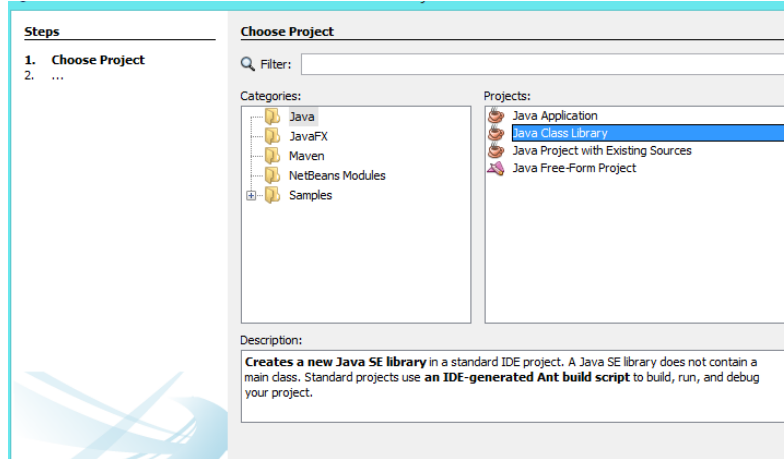 Steps
1. Choose Project
2. ...
Choose Project
Filter:
Categories:
Java
JavaFX
Maven
NetBeans Modules
Samples
Projects:
Java Application
Java Class Library
Java Project with Existing Sources
Java Free-Form Project
Description:
Creates a new Java SE library in a standard IDE project. A Java SE library does not contain a
main class. Standard projects use an IDE-generated Ant build script to build, run, and debug
your project.